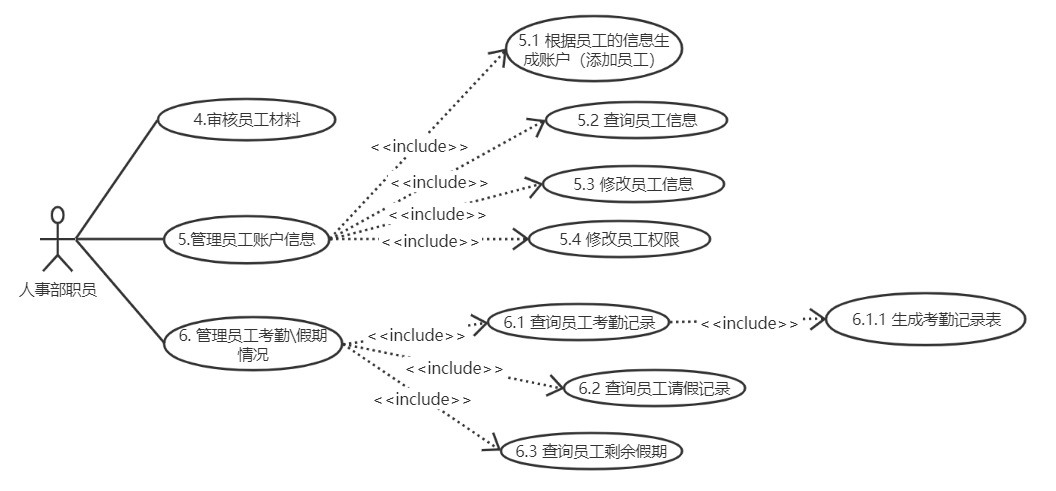 5.1 根据员工的信息生
成账户（添加员工）
4.审核员工材料
5.2 查询员工信息
<<include>>
<<include>>
5.3 修改员工信息
<<include>>
5.管理员工账户信息
<<include>>
5.4 修改员工权限
人事部职员
6. 管理员工考勤\假期
情况
<<include>>
6.1 查询员工考勤记录
<<include>>
6.1.1 生成考勤记录表
<<include>>
6.2 查询员工请假记录
<<include>>
6.3 查询员工剩余假期